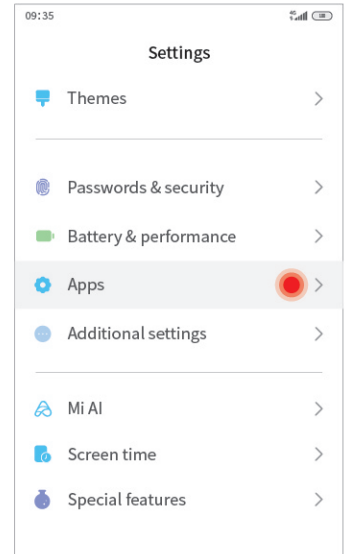 09:35
Settings
Themes
Passwords & security
Battery & performance
Apps
Additional settings
Mi AI
Screen time
Special features